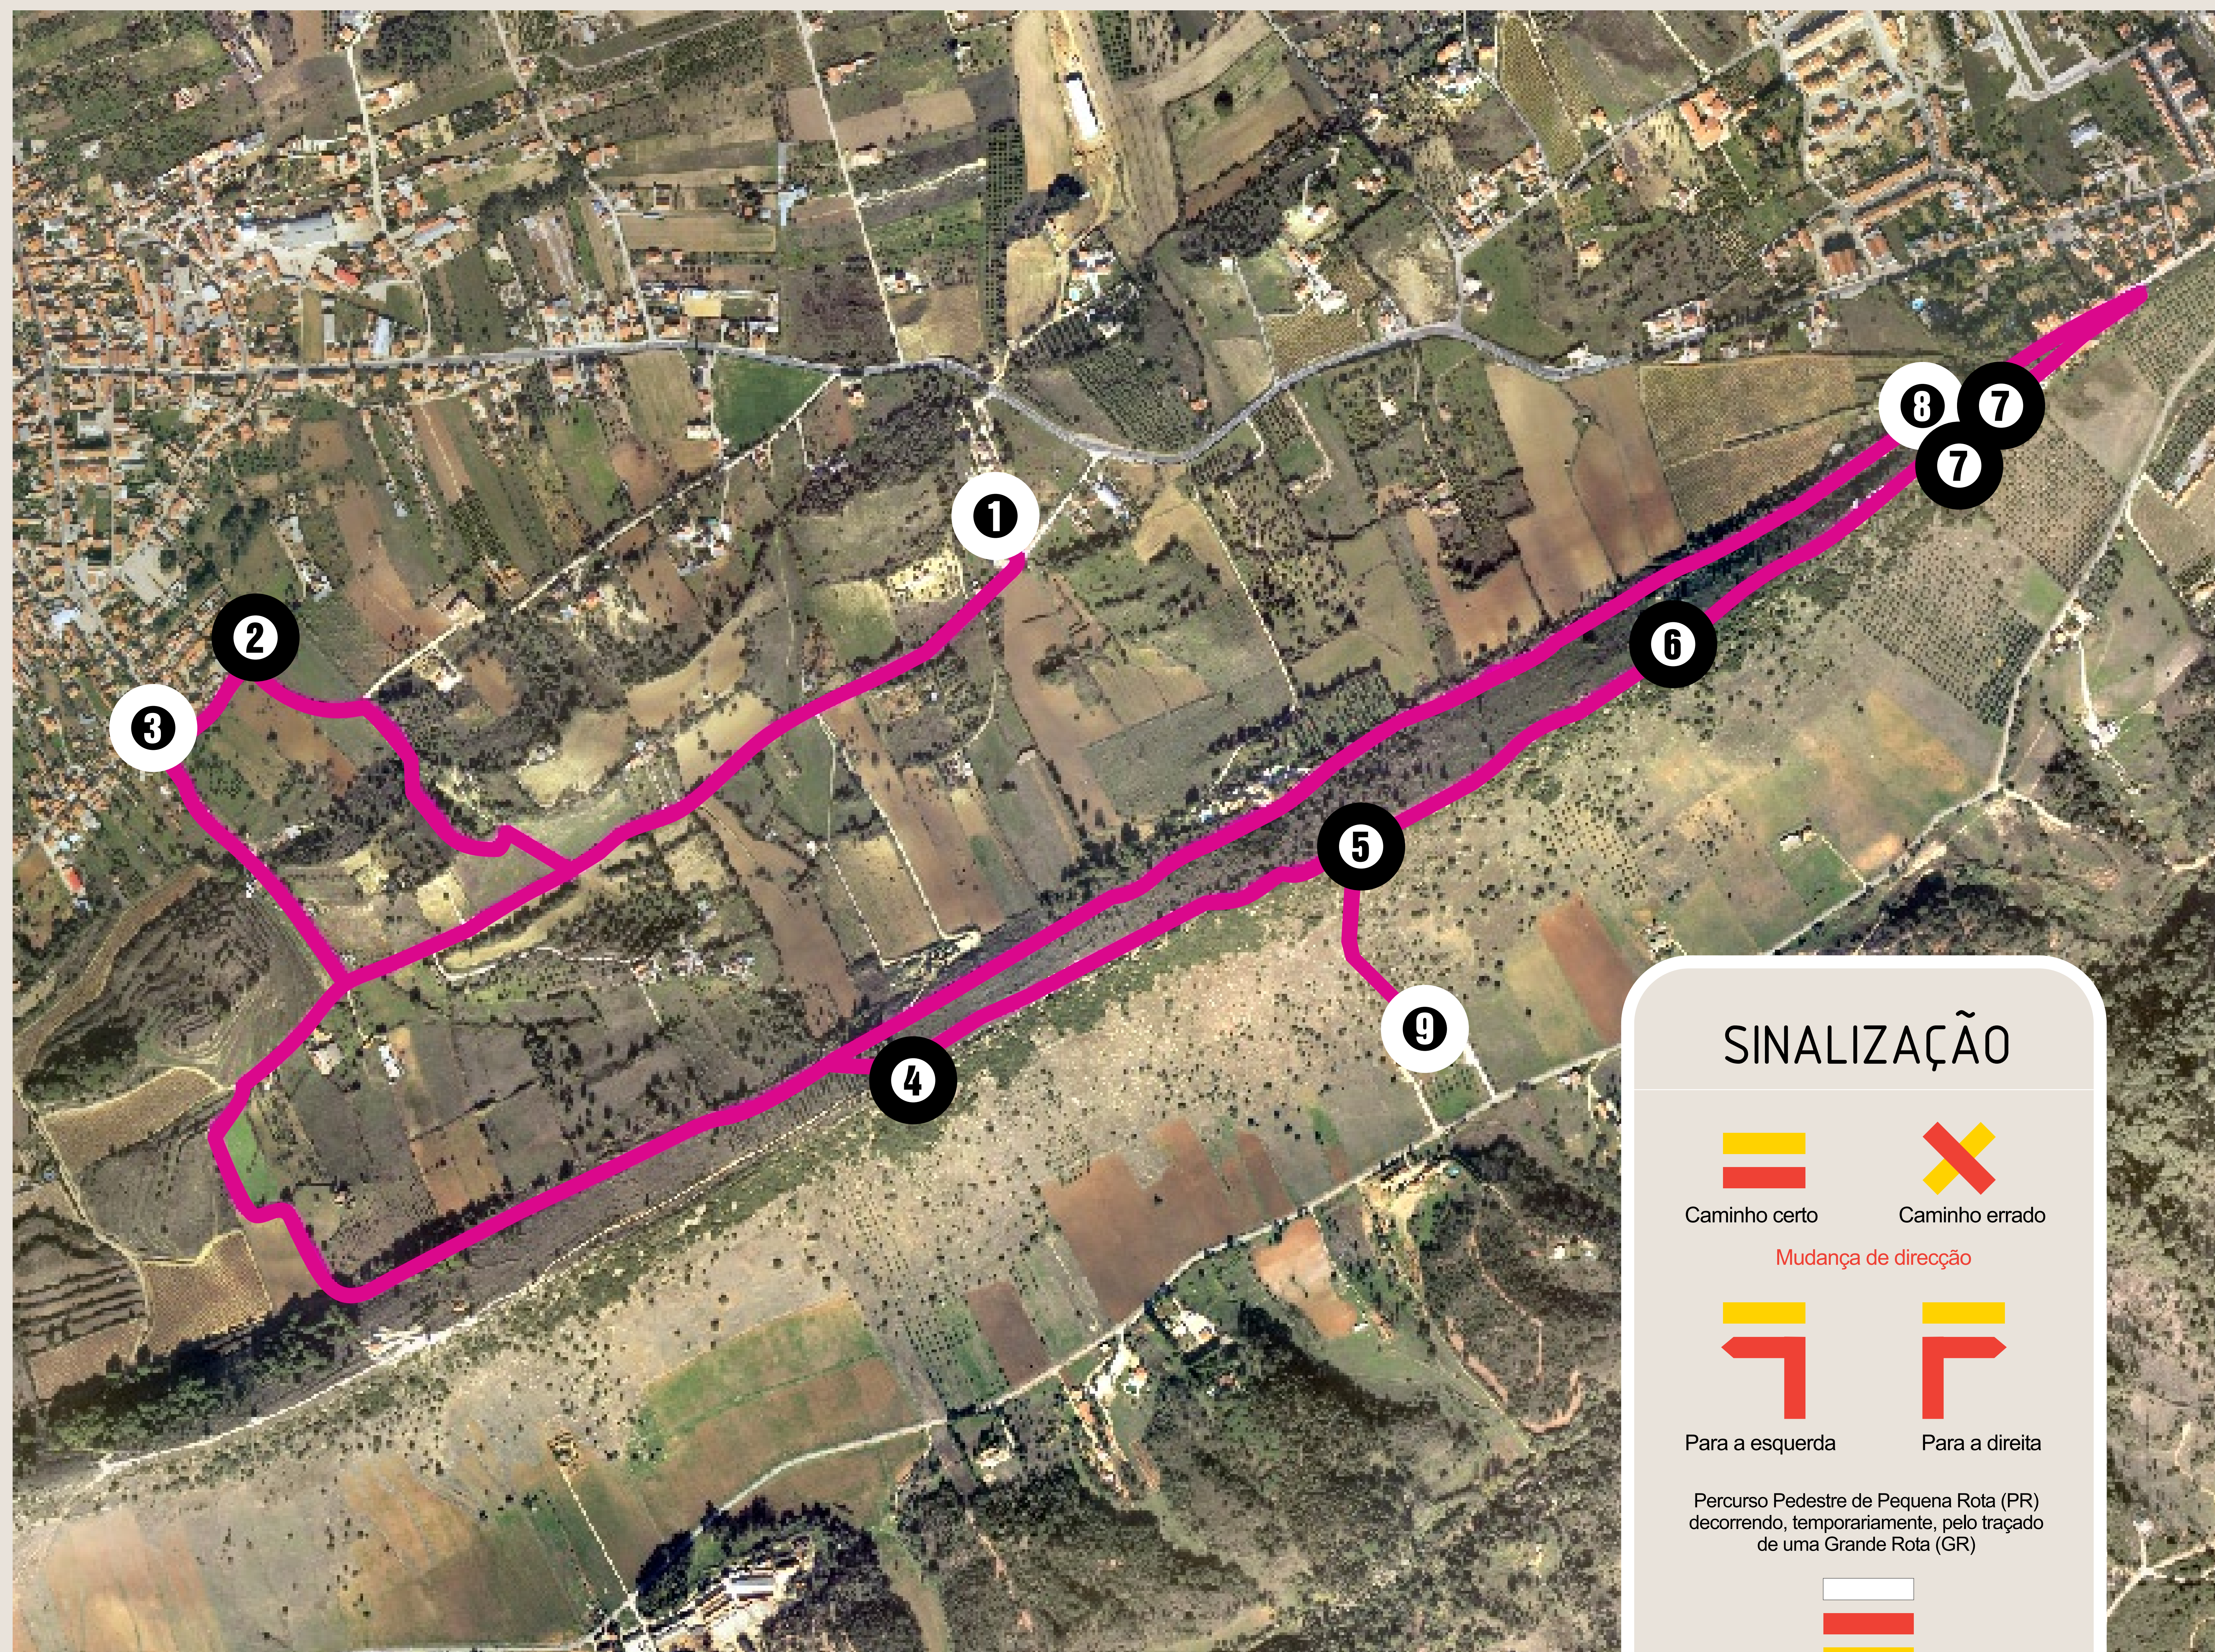 8 7
7
1
2
6
3
5
9
4
SINALIZAÇÃO
Caminho certo Caminho errado
Mudança de direcção
Para a esquerda Para a direita
Percurso Pedestre de Pequena Rota (PR)
decorrendo, temporariamente, pelo traçado
de uma Grande Rota (GR)